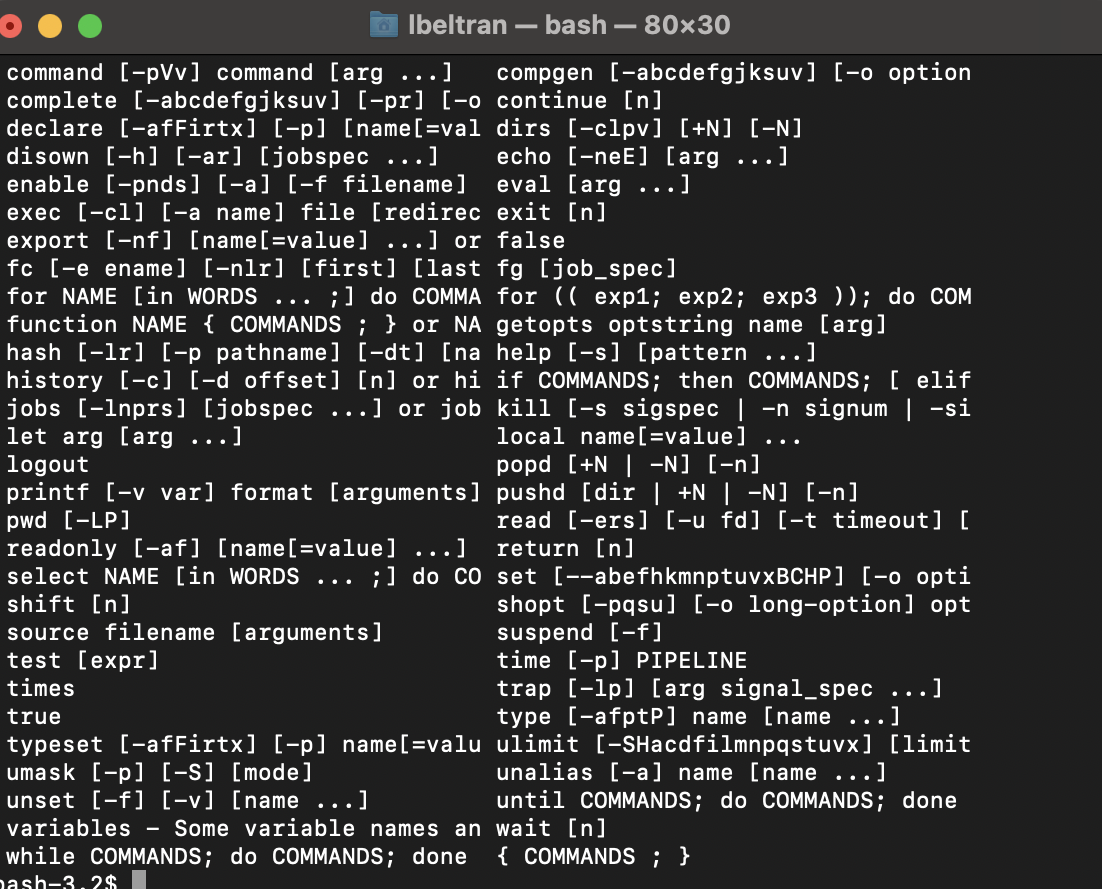 lbeltran — bash — 80×30
command [-pVv] command [arg ...]   compgen [-abcdefgjksuv] [-o option
complete [-abcdefgjksuv] [-pr] [-o continue [n]
declare [-afFirtx] [-p] [name[=val dirs [-clpv] [+N] [-N]
disown [-h] [-ar] [jobspec ...]    echo [-neE] [arg ...]
enable [-pnds] [-a] [-f filename]  eval [arg ...]
exec [-cl] [-a name] file [redirec exit [n]
export [-nf] [name[=value] ...] or false
fc [-e ename] [-nlr] [first] [last fg [job_spec]
for NAME [in WORDS ... ;] do COMMA for (( exp1; exp2; exp3 )); do COM
function NAME { COMMANDS ; } or NA getopts optstring name [arg]
hash [-lr] [-p pathname] [-dt] [na help [-s] [pattern ...]
history [-c] [-d offset] [n] or hi if COMMANDS; then COMMANDS; [ elif
jobs [-lnprs] [jobspec ...] or job kill [-s sigspec | -n signum | -si
let arg [arg ...]                  local name[=value] ...
logout                             popd [+N | -N] [-n]
printf [-v var] format [arguments] pushd [dir | +N | -N] [-n]
pwd [-LP]                          read [-ers] [-u fd] [-t timeout] [
readonly [-af] [name[=value] ...]  return [n]
select NAME [in WORDS ... ;] do CO set [--abefhkmnptuvxBCHP] [-o opti
shift [n]                          shopt [-pqsu] [-o long-option] opt
source filename [arguments]        suspend [-f]
test [expr]                        time [-p] PIPELINE
times                              trap [-lp] [arg signal_spec ...]
true                               type [-afptP] name [name ...]
typeset [-afFirtx] [-p] name[=valu ulimit [-SHacdfilmnpqstuvx] [limit
umask [-p] [-S] [mode]             unalias [-a] name [name ...]
unset [-f] [-v] [name ...]         until COMMANDS; do COMMANDS; done
variables - Some variable names an wait [n]
while COMMANDS; do COMMANDS; done  { COMMANDS ; }
bash-3.2$